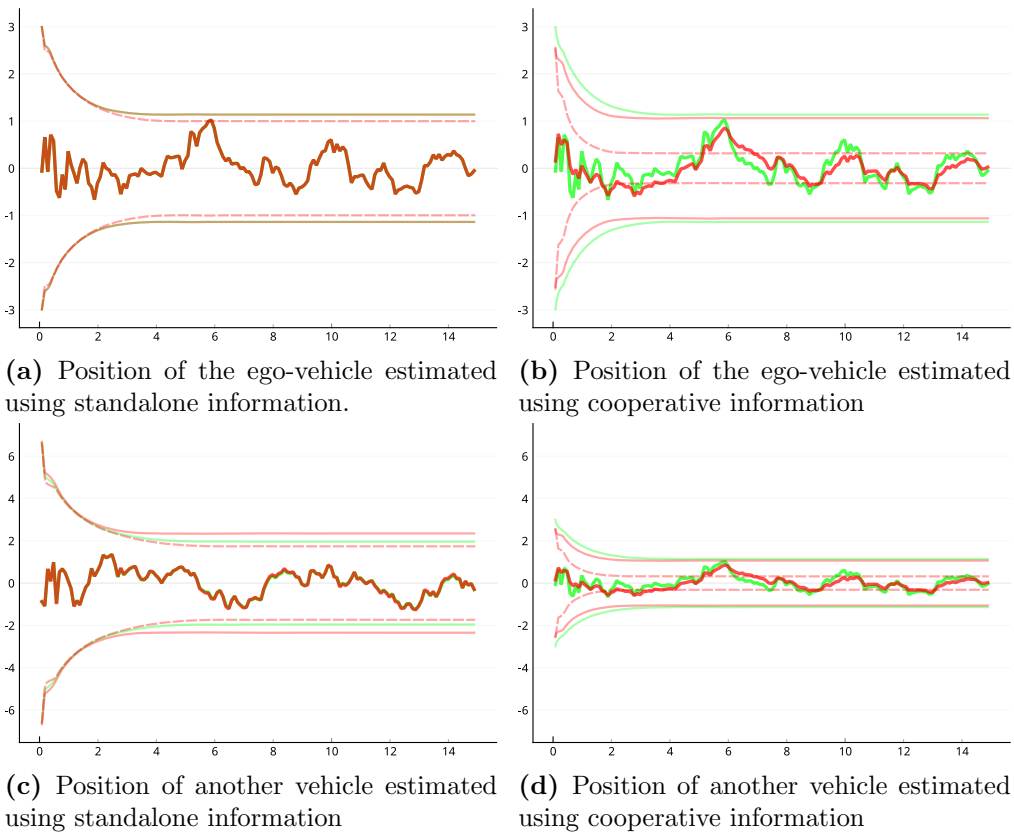 3
2
1
0
-1
-2
-3
0 2 4 6 8 10 12 14
3
2
1
0
-1
-2
-3
0 2 4 6 8 10 12 14
(a) Position of the ego-vehicle estimated
using standalone information.
(b) Position of the ego-vehicle estimated
using cooperative information
6
4
2
0
-2
-4
-6
0 2 4 6 8 10 12 14
6
4
2
0
-2
-4
-6
0 2 4 6 8 10 12 14
(c) Position of another vehicle estimated
using standalone information
(d) Position of another vehicle estimated
using cooperative information